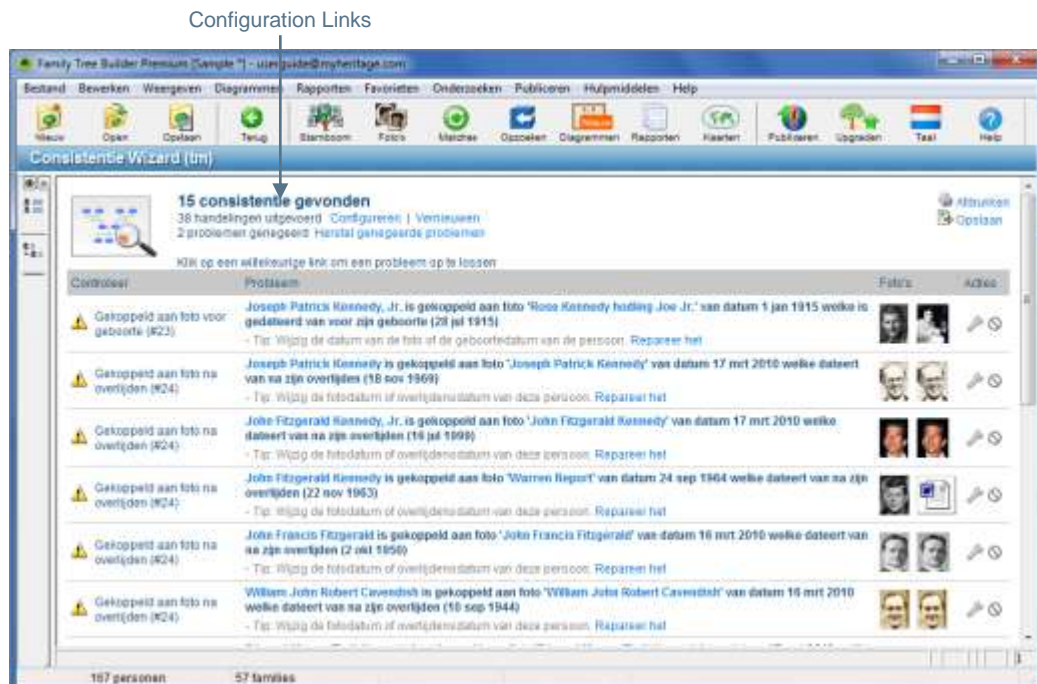 Configuration Links
Family Tree Builder Premium [Sample *] - userguide@myheritage.com
Bestand Bewerken Weergeven Diagrammen Rapporten Favorieten Onderzoeken Publiceren Hulpmiddelen Help
Nieuw Open Opslaan Terug Stamboom Foto's Matches Opzoeken Diagrammen Rapporten Kaarten Publiceren Upgraden Taal Help
Consistentie Wizard (tm)
15 consistentie gevonden
38 handelingen uitgevoerd Configureren | Vernieuwen
2 problemen genegeerd Herstel genegeerde problemen
Klik op een willekeurige link om een probleem op te lossen
Afdrukken
Opslaan
Controleer Probleem Foto's Acties
Gekoppeld aan foto voor geboorte (#23)
Joseph Patrick Kennedy, Jr. is gekoppeld aan foto 'Rose Kennedy hodling Joe Jr.' van datum 1 jan 1915 welke is
gedateerd van voor zijn geboorte (28 jul 1915)
- Tip: Wijzig de datum van de foto of de geboortedatum van de persoon. Repareer het
Gekoppeld aan foto na overlijden (#24)
Joseph Patrick Kennedy is gekoppeld aan foto 'Joseph Patrick Kennedy' van datum 17 mrt 2010 welke dateert
van na zijn overlijden (18 nov 1969)
- Tip: Wijzig de fotodatum of overlijdensdatum van deze persoon. Repareer het
Gekoppeld aan foto na overlijden (#24)
John Fitzgerald Kennedy, Jr. is gekoppeld aan foto 'John Fitzgerald Kennedy' van datum 17 mrt 2010 welke
dateert van na zijn overlijden (16 jul 1999)
- Tip: Wijzig de fotodatum of overlijdensdatum van deze persoon. Repareer het
Gekoppeld aan foto na overlijden (#24)
John Fitzgerald Kennedy is gekoppeld aan foto 'Warren Report' van datum 24 sep 1964 welke dateert van na zijn
overlijden (22 nov 1963)
- Tip: Wijzig de fotodatum of overlijdensdatum van deze persoon. Repareer het
Gekoppeld aan foto na overlijden (#24)
John Francis Fitzgerald is gekoppeld aan foto 'John Francis Fitzgerald' van datum 16 mrt 2010 welke dateert van
na zijn overlijden (2 okt 1950)
- Tip: Wijzig de fotodatum of overlijdensdatum van deze persoon. Repareer het
Gekoppeld aan foto na overlijden (#24)
William John Robert Cavendish is gekoppeld aan foto 'William John Robert Cavendish' van datum 16 mrt 2010
welke dateert van na zijn overlijden (10 sep 1944)
- Tip: Wijzig de fotodatum of overlijdensdatum van deze persoon. Repareer het
167 personen 57 families